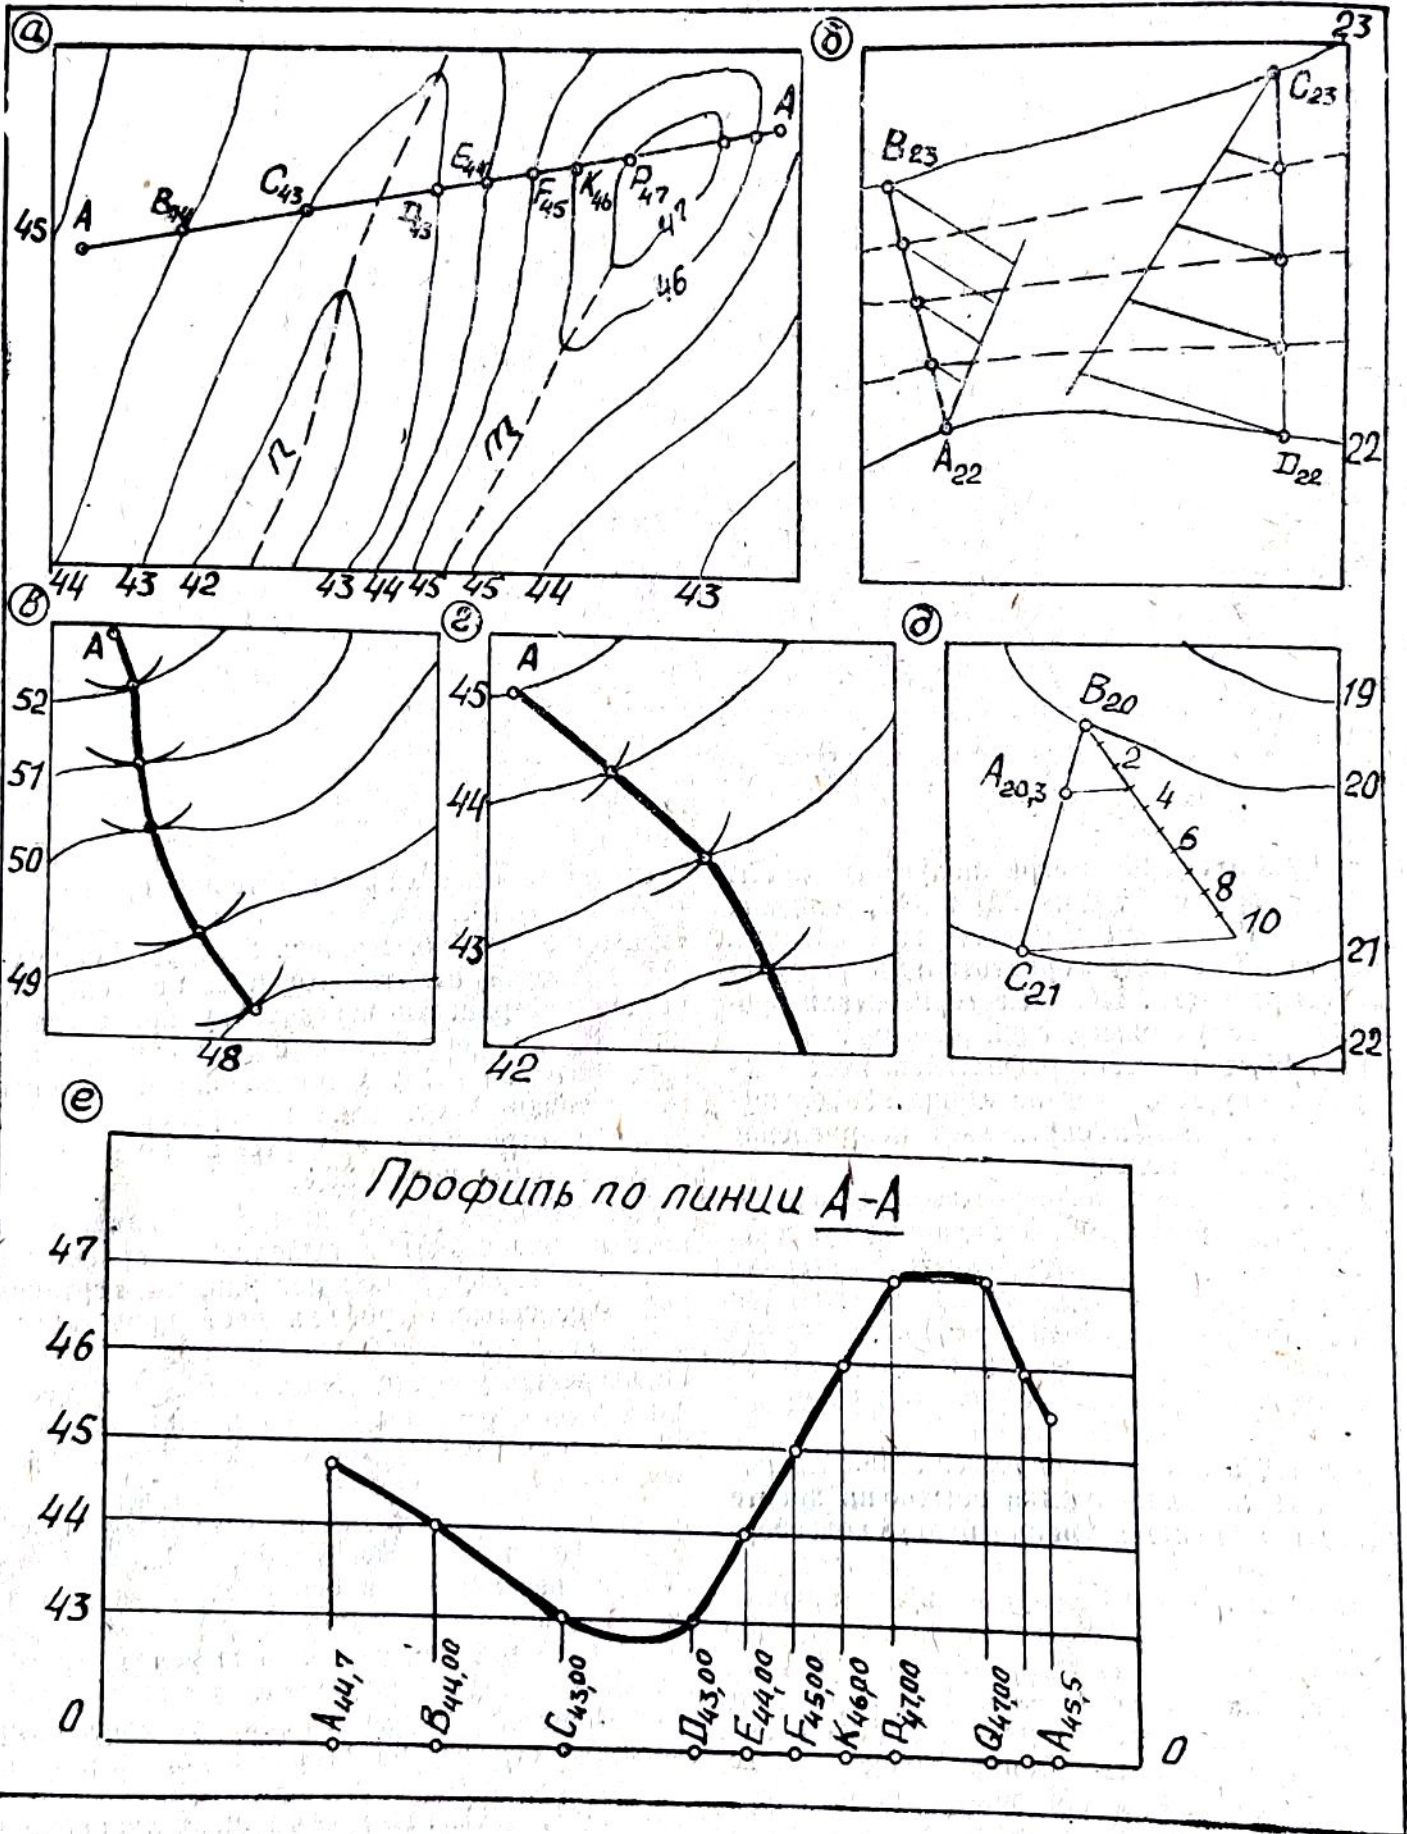 а
A
B44
C43
D43
E44
F45
K46
P47
A
45
47
46
n
m
44 43 42 43 44 45 45 44 43
б
23
B23
C23
A22
D22
22
в
A
52
51
50
49
48
г
A
45
44
43
42
д
B20
A20,3
2
4
6
8
10
C21
19
20
21
22
е
Профиль по линии А-А
47
46
45
44
43
0
A44,7
B44,00
C43,00
D43,00
E44,00
F45,00
K46,00
P47,00
Q47,00
A45,5
0